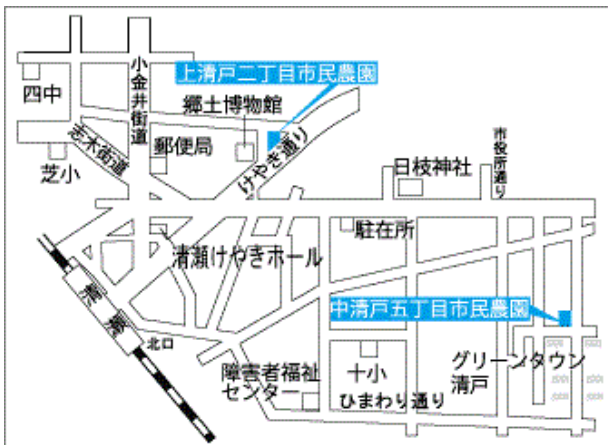 上清戸二丁目市民農園
小金井街道
四中
郷土博物館
志木街道
郵便局
けやき通り
市役所通り
芝小
日枝神社
駐在所
清瀬けやきホール
清瀬
中清戸五丁目市民農園
北口
グリーンタウン
清戸
障害者福祉
センター
十小
ひまわり通り